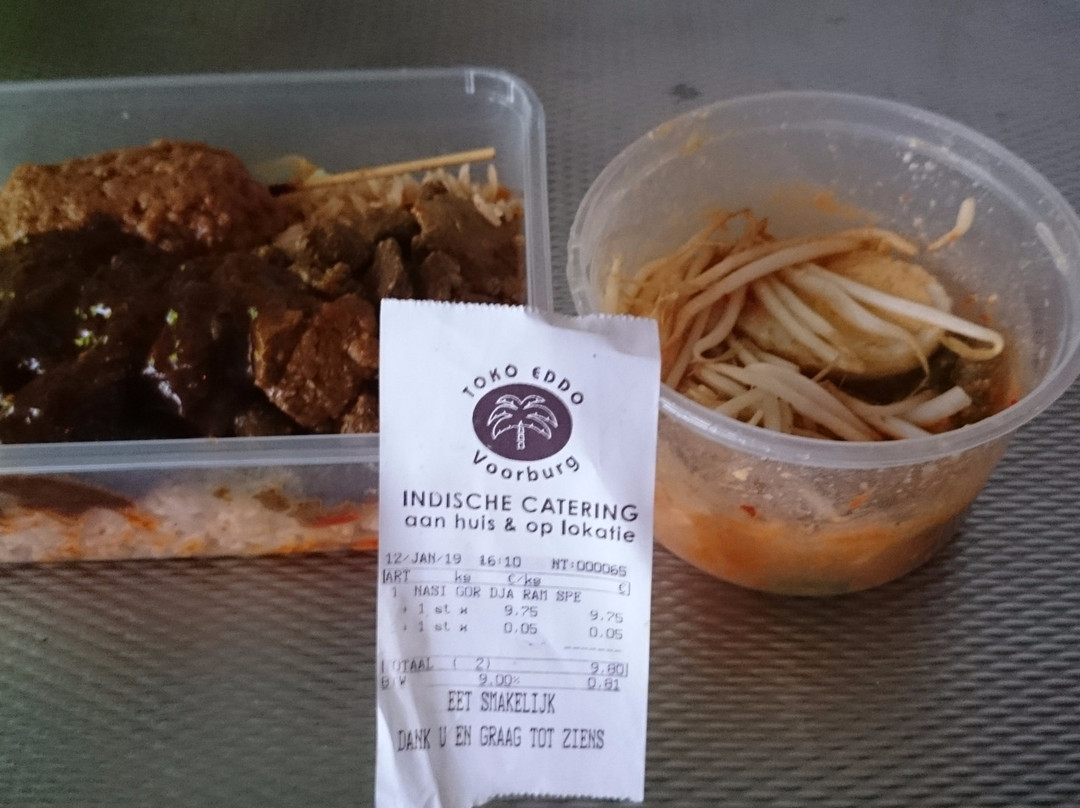 TOKO EDDO
Voorburg
INDISCHE CATERING
aan huis & op lokatie
12/JAN/19 16:10 NT:000065
ART kg €/kg €
1 NASI GOR DJA RAM SPE
1 st x 9.75 9.75
1 st x 0.05 0.05
TOTAAL ( 2) 9.80
9.00% 0.81
EET SMAKELIJK
DANK U EN GRAAG TOT ZIENS